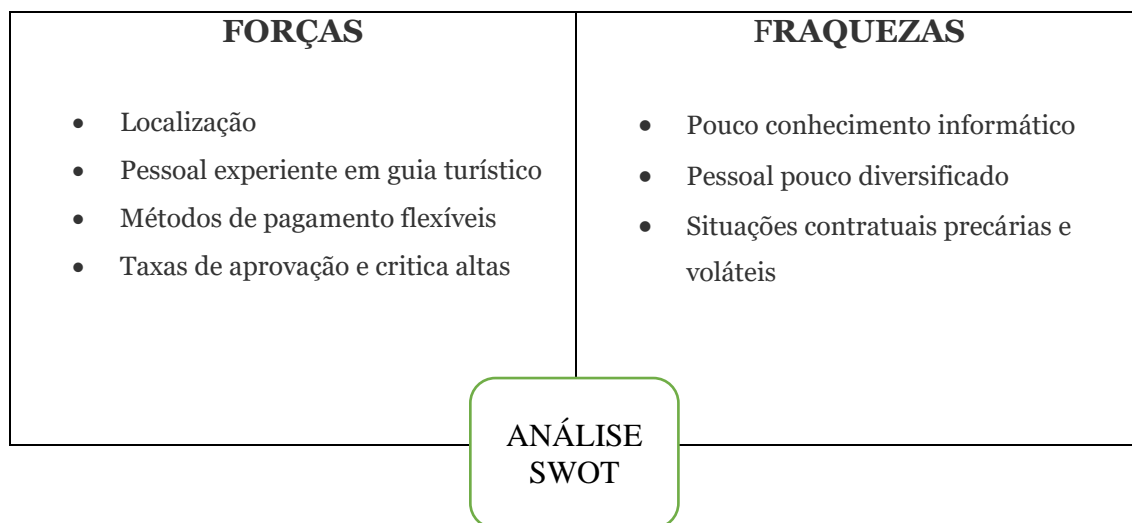 FORÇAS
• Localização
• Pessoal experiente em guia turístico
• Métodos de pagamento flexíveis
• Taxas de aprovação e critica altas
FRAQUEZAS
• Pouco conhecimento informático
• Pessoal pouco diversificado
• Situações contratuais precárias e
voláteis
ANÁLISE
SWOT